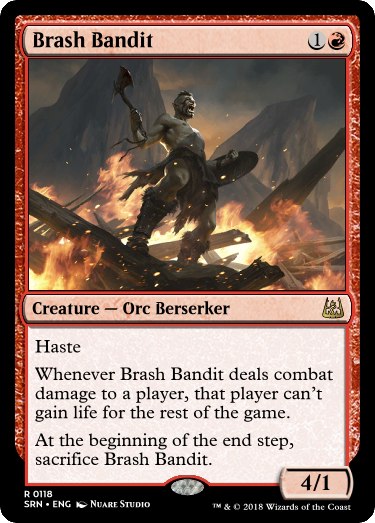 Brash Bandit 1
Creature — Orc Berserker
Haste
Whenever Brash Bandit deals combat
damage to a player, that player can't
gain life for the rest of the game.
At the beginning of the end step,
sacrifice Brash Bandit.
4/1
R 0118
SRN • ENG Nuare Studio
™ & © 2018 Wizards of the Coast